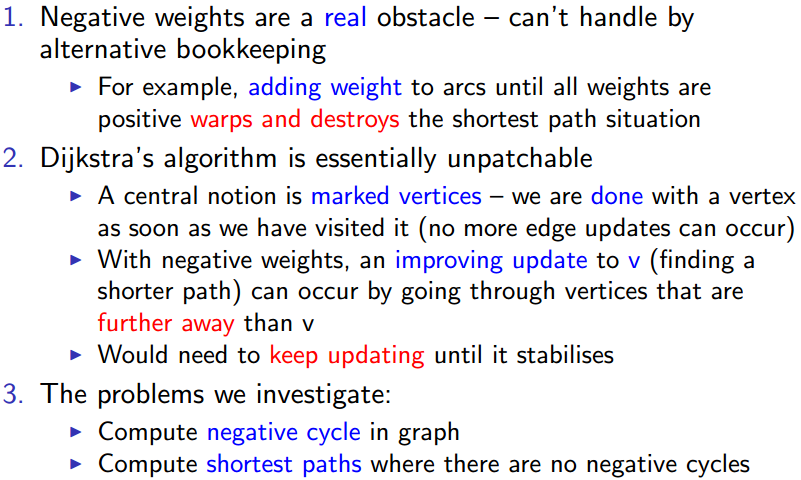 1. Negative weights are a real obstacle – can't handle by
alternative bookkeeping
▶ For example, adding weight to arcs until all weights are
positive warps and destroys the shortest path situation
2. Dijkstra's algorithm is essentially unpatchable
▶ A central notion is marked vertices – we are done with a vertex
as soon as we have visited it (no more edge updates can occur)
▶ With negative weights, an improving update to v (finding a
shorter path) can occur by going through vertices that are
further away than v
▶ Would need to keep updating until it stabilises
3. The problems we investigate:
▶ Compute negative cycle in graph
▶ Compute shortest paths where there are no negative cycles